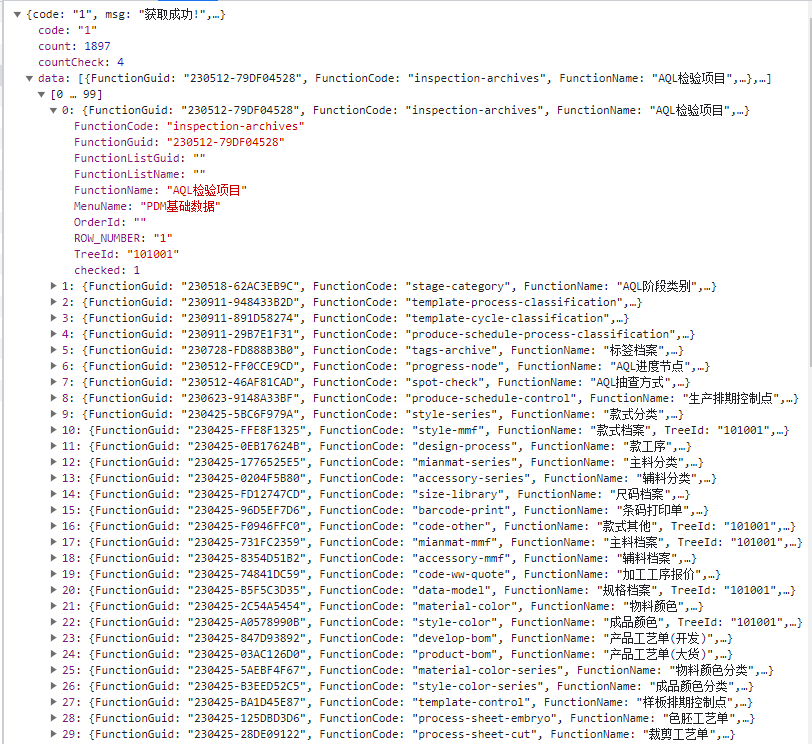 {code: "1", msg: "获取成功!",…}
code: "1"
count: 1897
countCheck: 4
data: [{FunctionGuid: "230512-79DF04528", FunctionCode: "inspection-archives", FunctionName: "AQL检验项目",…},…]
[0 … 99]
0: {FunctionGuid: "230512-79DF04528", FunctionCode: "inspection-archives", FunctionName: "AQL检验项目",…}
FunctionCode: "inspection-archives"
FunctionGuid: "230512-79DF04528"
FunctionListGuid: ""
FunctionListName: ""
FunctionName: "AQL检验项目"
MenuName: "PDM基础数据"
OrderId: ""
ROW_NUMBER: "1"
TreeId: "101001"
checked: 1
1: {FunctionGuid: "230518-62AC3EB9C", FunctionCode: "stage-category", FunctionName: "AQL阶段类别",…}
2: {FunctionGuid: "230911-948433B2D", FunctionCode: "template-process-classification",…}
3: {FunctionGuid: "230911-891D58274", FunctionCode: "template-cycle-classification",…}
4: {FunctionGuid: "230911-29B7E1F31", FunctionCode: "produce-schedule-process-classification",…}
5: {FunctionGuid: "230728-FD888B3B0", FunctionCode: "tags-archive", FunctionName: "标签档案",…}
6: {FunctionGuid: "230512-FF0CCE9CD", FunctionCode: "progress-node", FunctionName: "AQL进度节点",…}
7: {FunctionGuid: "230512-46AF81CAD", FunctionCode: "spot-check", FunctionName: "AQL抽查方式",…}
8: {FunctionGuid: "230623-9148A33BF", FunctionCode: "produce-schedule-control", FunctionName: "生产排期控制点",…}
9: {FunctionGuid: "230425-5BC6F979A", FunctionCode: "style-series", FunctionName: "款式分类",…}
10: {FunctionGuid: "230425-FFE8F1325", FunctionCode: "style-mmf", FunctionName: "款式档案", TreeId: "101001",…}
11: {FunctionGuid: "230425-0EB17624B", FunctionCode: "design-process", FunctionName: "款工序",…}
12: {FunctionGuid: "230425-1776525E5", FunctionCode: "mianmat-series", FunctionName: "主料分类",…}
13: {FunctionGuid: "230425-0204F5B80", FunctionCode: "accessory-series", FunctionName: "辅料分类",…}
14: {FunctionGuid: "230425-FD12747CD", FunctionCode: "size-library", FunctionName: "尺码档案",…}
15: {FunctionGuid: "230425-96D5EF7D6", FunctionCode: "barcode-print", FunctionName: "条码打印单",…}
16: {FunctionGuid: "230425-F0946FFC0", FunctionCode: "code-other", FunctionName: "款式其他", TreeId: "101001",…}
17: {FunctionGuid: "230425-731FC2359", FunctionCode: "mianmat-mmf", FunctionName: "主料档案", TreeId: "101001",…}
18: {FunctionGuid: "230425-8354D51B2", FunctionCode: "accessory-mmf", FunctionName: "辅料档案",…}
19: {FunctionGuid: "230425-74841DC59", FunctionCode: "code-ww-quote", FunctionName: "加工工序报价",…}
20: {FunctionGuid: "230425-B5F5C3D35", FunctionCode: "data-model", FunctionName: "规格档案", TreeId: "101001",…}
21: {FunctionGuid: "230425-2C54A5454", FunctionCode: "material-color", FunctionName: "物料颜色",…}
22: {FunctionGuid: "230425-A0578990B", FunctionCode: "style-color", FunctionName: "成品颜色", TreeId: "101001",…}
23: {FunctionGuid: "230425-847D93892", FunctionCode: "develop-bom", FunctionName: "产品工艺单(开发)",…}
24: {FunctionGuid: "230425-03AC126D0", FunctionCode: "product-bom", FunctionName: "产品工艺单(大货)",…}
25: {FunctionGuid: "230425-5AEBF4F67", FunctionCode: "material-color-series", FunctionName: "物料颜色分类",…}
26: {FunctionGuid: "230425-B3EED52C5", FunctionCode: "style-color-series", FunctionName: "成品颜色分类",…}
27: {FunctionGuid: "230425-BA1D45E87", FunctionCode: "template-control", FunctionName: "样板排期控制点",…}
28: {FunctionGuid: "230425-125DBD3D6", FunctionCode: "process-sheet-embryo", FunctionName: "色胚工艺单",…}
29: {FunctionGuid: "230425-28DE09122", FunctionCode: "process-sheet-cut", FunctionName: "裁剪工艺单",…}